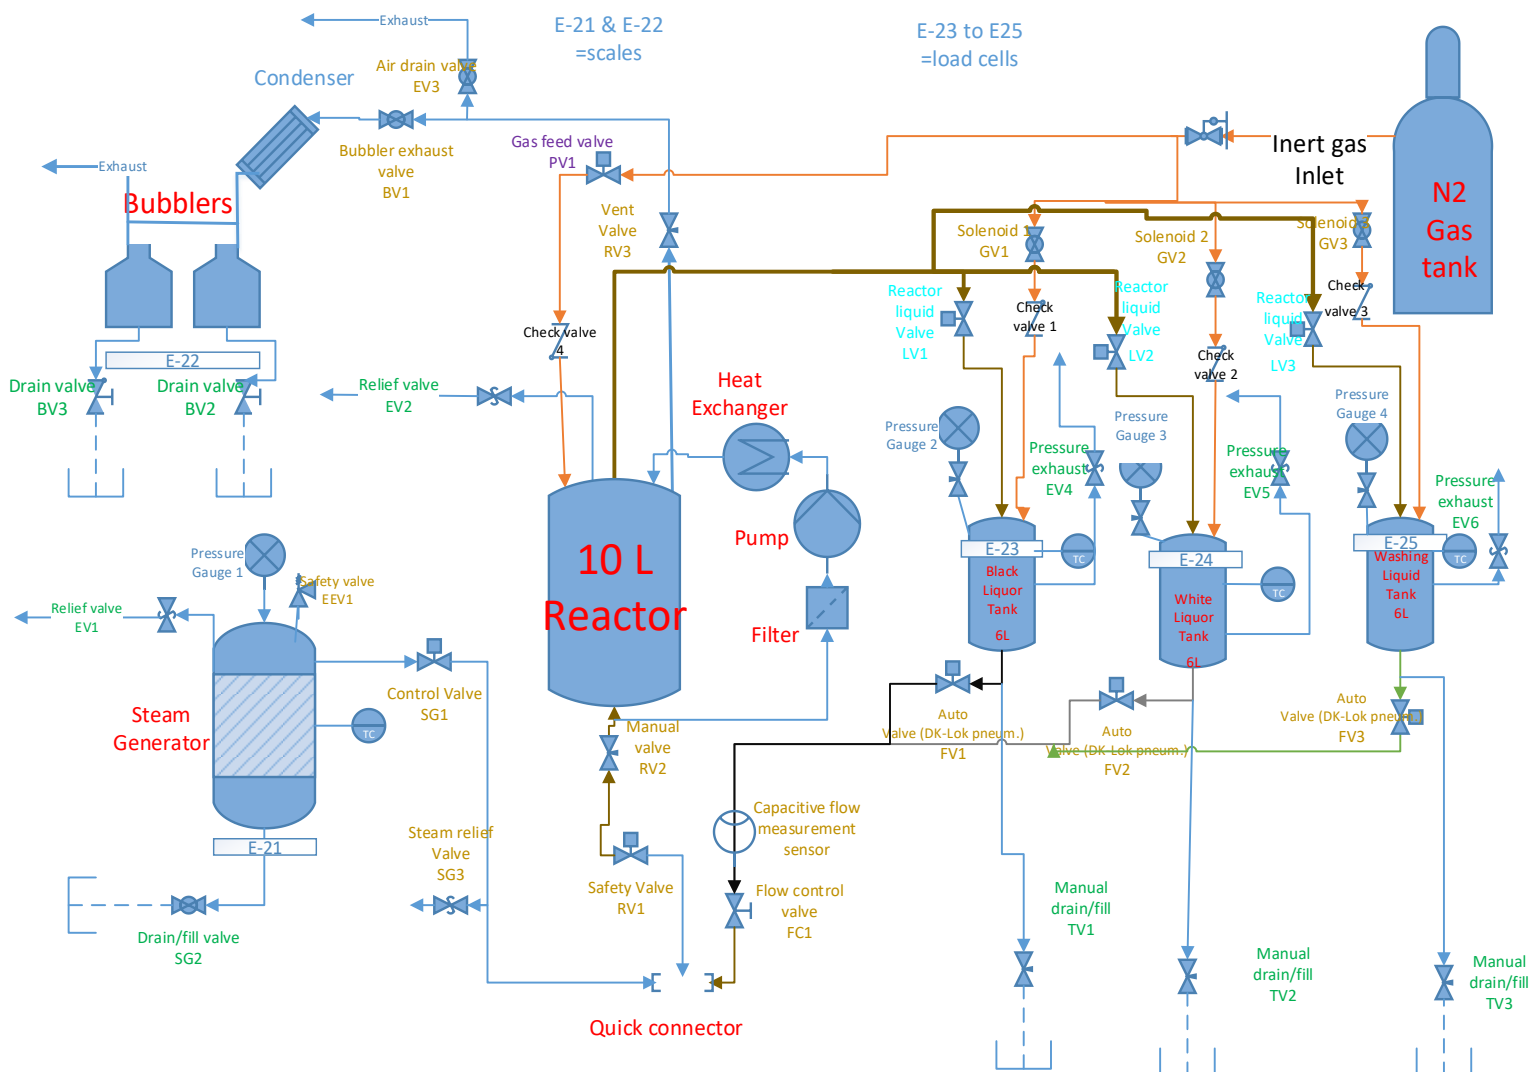 Exhaust
E-21 & E-22
=scales
E-23 to E25
=load cells
Air drain valve
EV3
Condenser
Bubbler exhaust
valve
BV1
Gas feed valve
PV1
Inert gas
Inlet
N2
Gas
tank
Exhaust
Bubblers
Vent
Valve
RV3
Solenoid 1
GV1
Solenoid 2
GV2
Solenoid 3
GV3
Reactor
liquid
Valve
LV1
Check
valve 1
Reactor
liquid
Valve
LV2
Check
valve 2
Reactor
liquid
Valve
LV3
Check
valve 3
Check valve
4
E-22
Drain valve
BV3
Drain valve
BV2
Relief valve
EV2
Heat
Exchanger
Pressure
Gauge 2
Pressure
exhaust
EV4
Pressure
Gauge 3
Pressure
exhaust
EV5
Pressure
Gauge 4
Pressure
exhaust
EV6
Pump
Filter
10 L
Reactor
E-23
TC
Black
Liquor
Tank
6L
E-24
TC
White
Liquor
Tank
6L
E-25
TC
Washing
Liquid
Tank
6L
Pressure
Gauge 1
Safety valve
EEV1
Relief valve
EV1
Steam
Generator
TC
Control Valve
SG1
E-21
Drain/fill valve
SG2
Steam relief
Valve
SG3
Manual
valve
RV2
Safety Valve
RV1
Capacitive flow
measurement
sensor
Flow control
valve
FC1
Quick connector
Auto
Valve (DK-Lok pneum.)
FV1
Auto
Valve (DK-Lok pneum.)
FV2
Auto
Valve (DK-Lok pneum.)
FV3
Manual
drain/fill
TV1
Manual
drain/fill
TV2
Manual
drain/fill
TV3